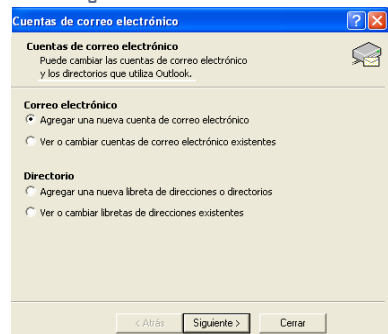 Cuentas de correo electrónico
Cuentas de correo electrónico
Puede cambiar las cuentas de correo electrónico
y los directorios que utiliza Outlook.
Correo electrónico
Agregar una nueva cuenta de correo electrónico
Ver o cambiar cuentas de correo electrónico existentes
Directorio
Agregar una nueva libreta de direcciones o directorios
Ver o cambiar libretas de direcciones existentes
< Atrás Siguiente > Cerrar